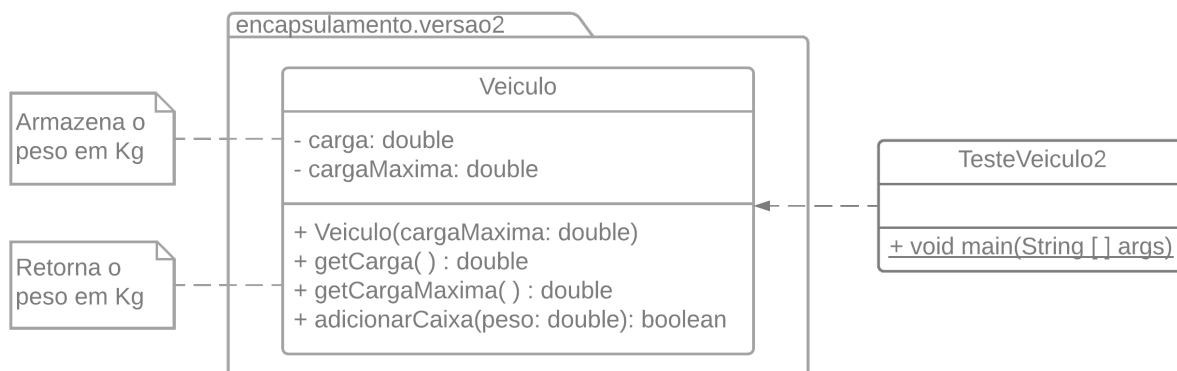 encapsulamento.versao2
Veiculo
- carga: double
- cargaMaxima: double
+ Veiculo(cargaMaxima: double)
+ getCarga( ) : double
+ getCargaMaxima( ) : double
+ adicionarCaixa(peso: double): boolean
Armazena o
peso em Kg
Retorna o
peso em Kg
TesteVeiculo2
+ void main(String [ ] args)